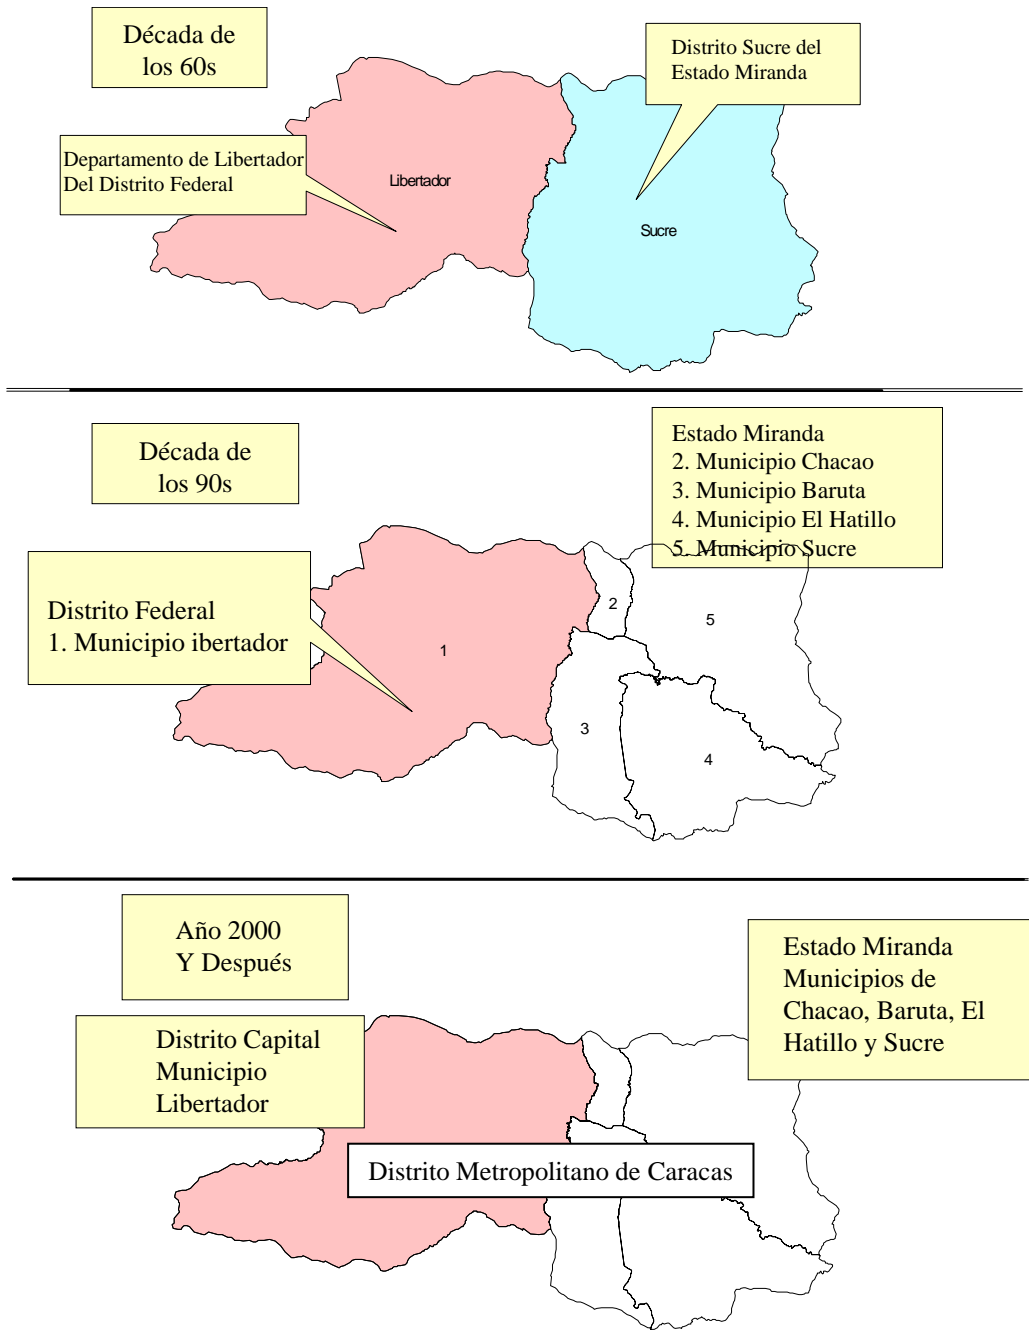 Década de
los 60s
Distrito Sucre del
Estado Miranda
Departamento de Libertador
Del Distrito Federal
Libertador
Sucre
Década de
los 90s
Estado Miranda
2. Municipio Chacao
3. Municipio Baruta
4. Municipio El Hatillo
5. Municipio Sucre
Distrito Federal
1. Municipio ibertador
2
5
1
3
4
Año 2000
Y Después
Estado Miranda
Municipios de
Chacao, Baruta, El
Hatillo y Sucre
Distrito Capital
Municipio
Libertador
Distrito Metropolitano de Caracas